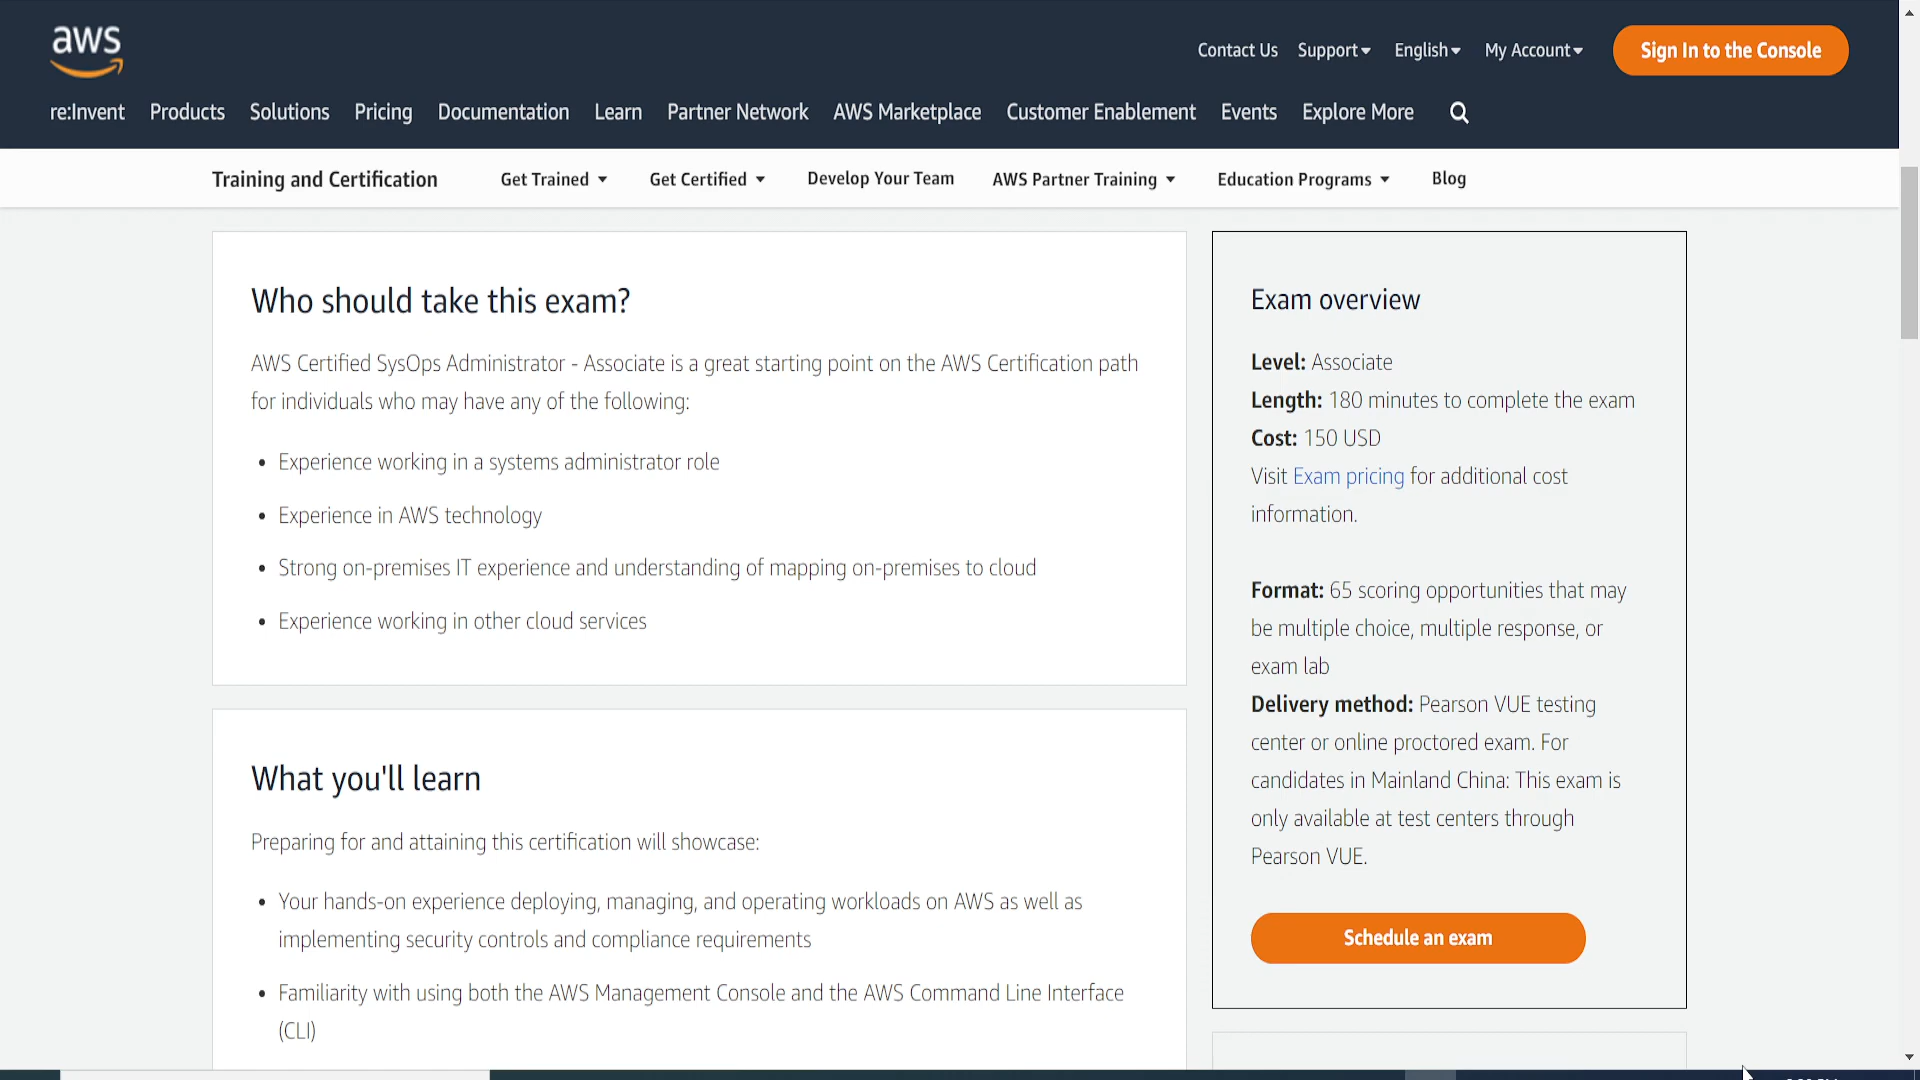 aws
Contact Us Support English My Account Sign In to the Console
re:Invent Products Solutions Pricing Documentation Learn Partner Network AWS Marketplace Customer Enablement Events Explore More
Training and Certification Get Trained Get Certified Develop Your Team AWS Partner Training Education Programs Blog
Who should take this exam?
AWS Certified SysOps Administrator - Associate is a great starting point on the AWS Certification path
for individuals who may have any of the following:
• Experience working in a systems administrator role
• Experience in AWS technology
• Strong on-premises IT experience and understanding of mapping on-premises to cloud
• Experience working in other cloud services
What you'll learn
Preparing for and attaining this certification will showcase:
• Your hands-on experience deploying, managing, and operating workloads on AWS as well as
implementing security controls and compliance requirements
• Familiarity with using both the AWS Management Console and the AWS Command Line Interface
(CLI)
Exam overview
Level: Associate
Length: 180 minutes to complete the exam
Cost: 150 USD
Visit Exam pricing for additional cost
information.
Format: 65 scoring opportunities that may
be multiple choice, multiple response, or
exam lab
Delivery method: Pearson VUE testing
center or online proctored exam. For
candidates in Mainland China: This exam is
only available at test centers through
Pearson VUE.
Schedule an exam